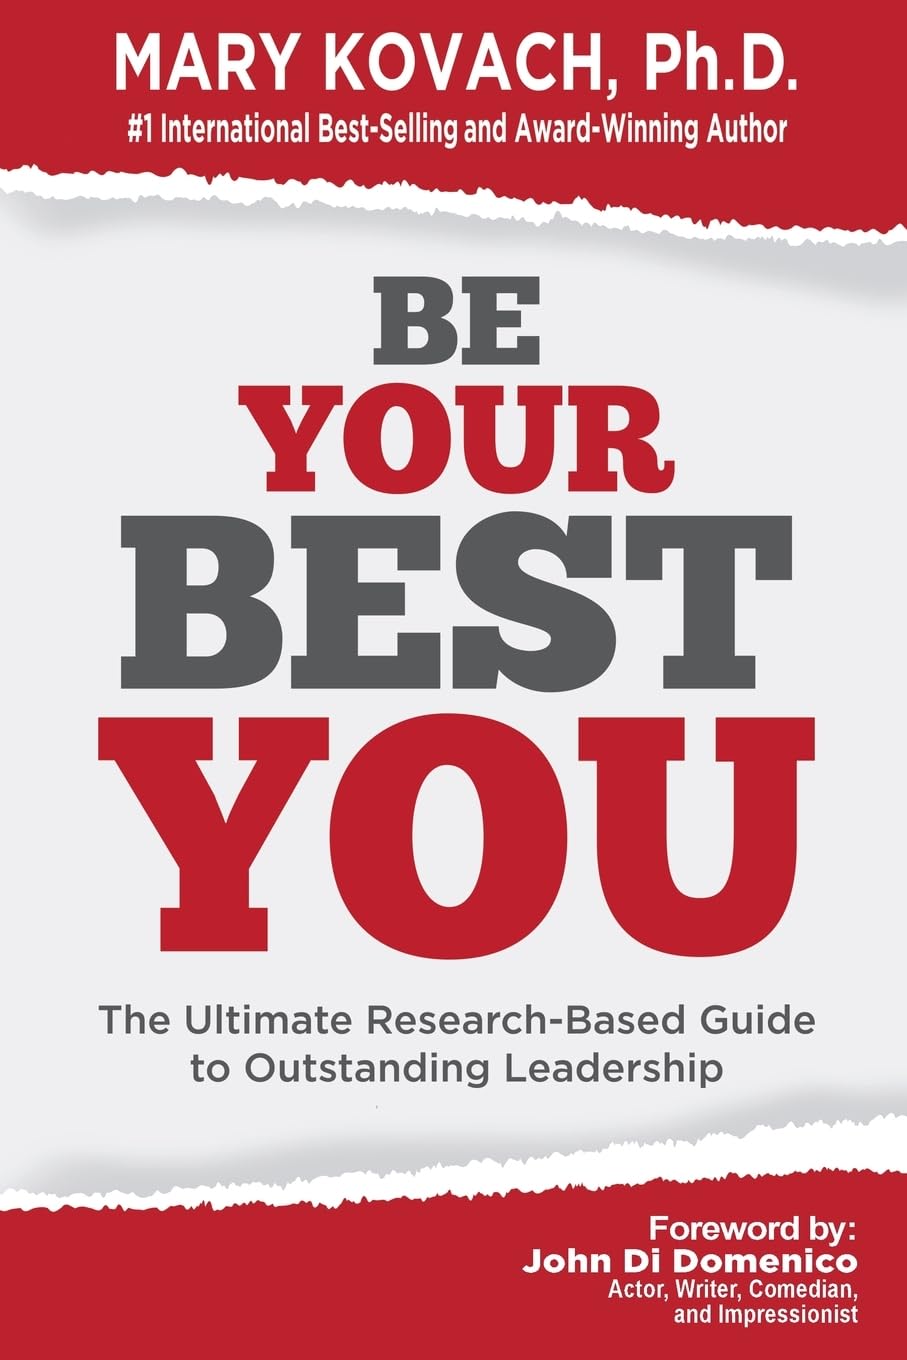 MARY KOVACH, Ph.D.
#1 International Best-Selling and Award-Winning Author
BE
YOUR
BEST
YOU
The Ultimate Research-Based Guide
to Outstanding Leadership
Foreword by:
John Di Domenico
Actor, Writer, Comedian,
and Impressionist